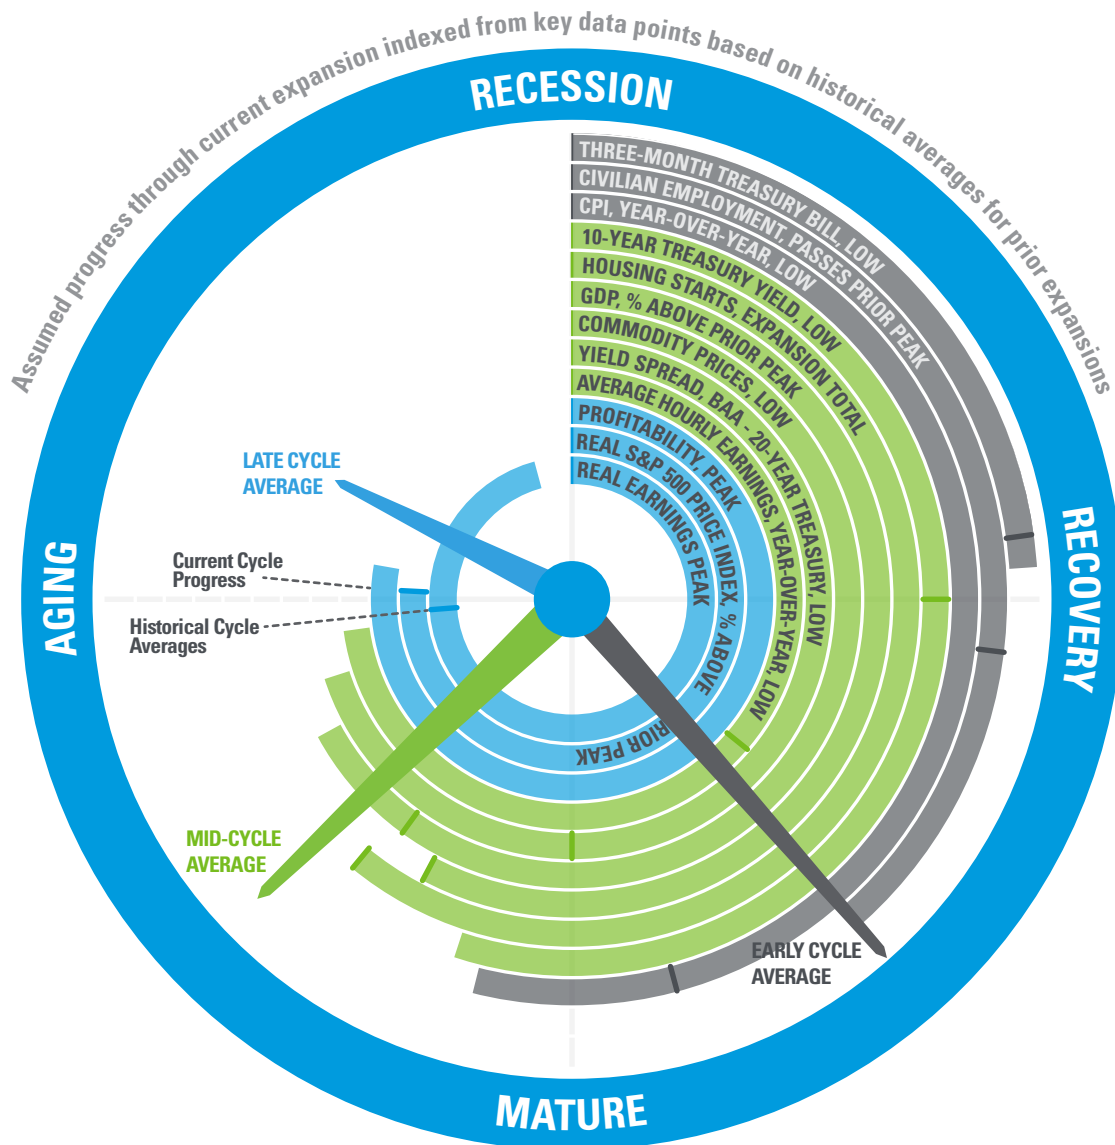 Assumed progress through current expansion indexed from key data points based on historical averages for prior expansions
RECESSION
THREE-MONTH TREASURY BILL, LOW
CIVILIAN EMPLOYMENT, PASSES PRIOR PEAK
CPI, YEAR-OVER-YEAR, LOW
10-YEAR TREASURY YIELD, LOW
HOUSING STARTS, EXPANSION TOTAL
GDP, % ABOVE PRIOR PEAK
COMMODITY PRICES, LOW
YIELD SPREAD, BAA - 20-YEAR TREASURY, LOW
AVERAGE HOURLY EARNINGS, YEAR-OVER-YEAR, LOW
PROFITABILITY, PEAK
REAL S&P 500 PRICE INDEX, % ABOVE PRIOR PEAK
REAL EARNINGS PEAK
LATE CYCLE
AVERAGE
RECOVERY
AGING
Current Cycle
Progress
Historical Cycle
Averages
MID-CYCLE
AVERAGE
EARLY CYCLE
AVERAGE
MATURE